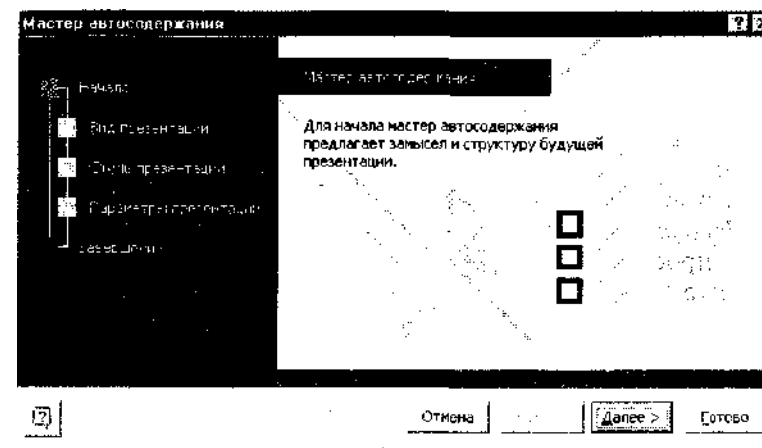 Мастер автосодержания
Начало
Вид презентации
Стиль презентации
Параметры презентации
Завершение
Мастер автосодержания
Для начала мастер автосодержания
предлагает замысел и структуру будущей
презентации.
Отмена
Далее >
Готово